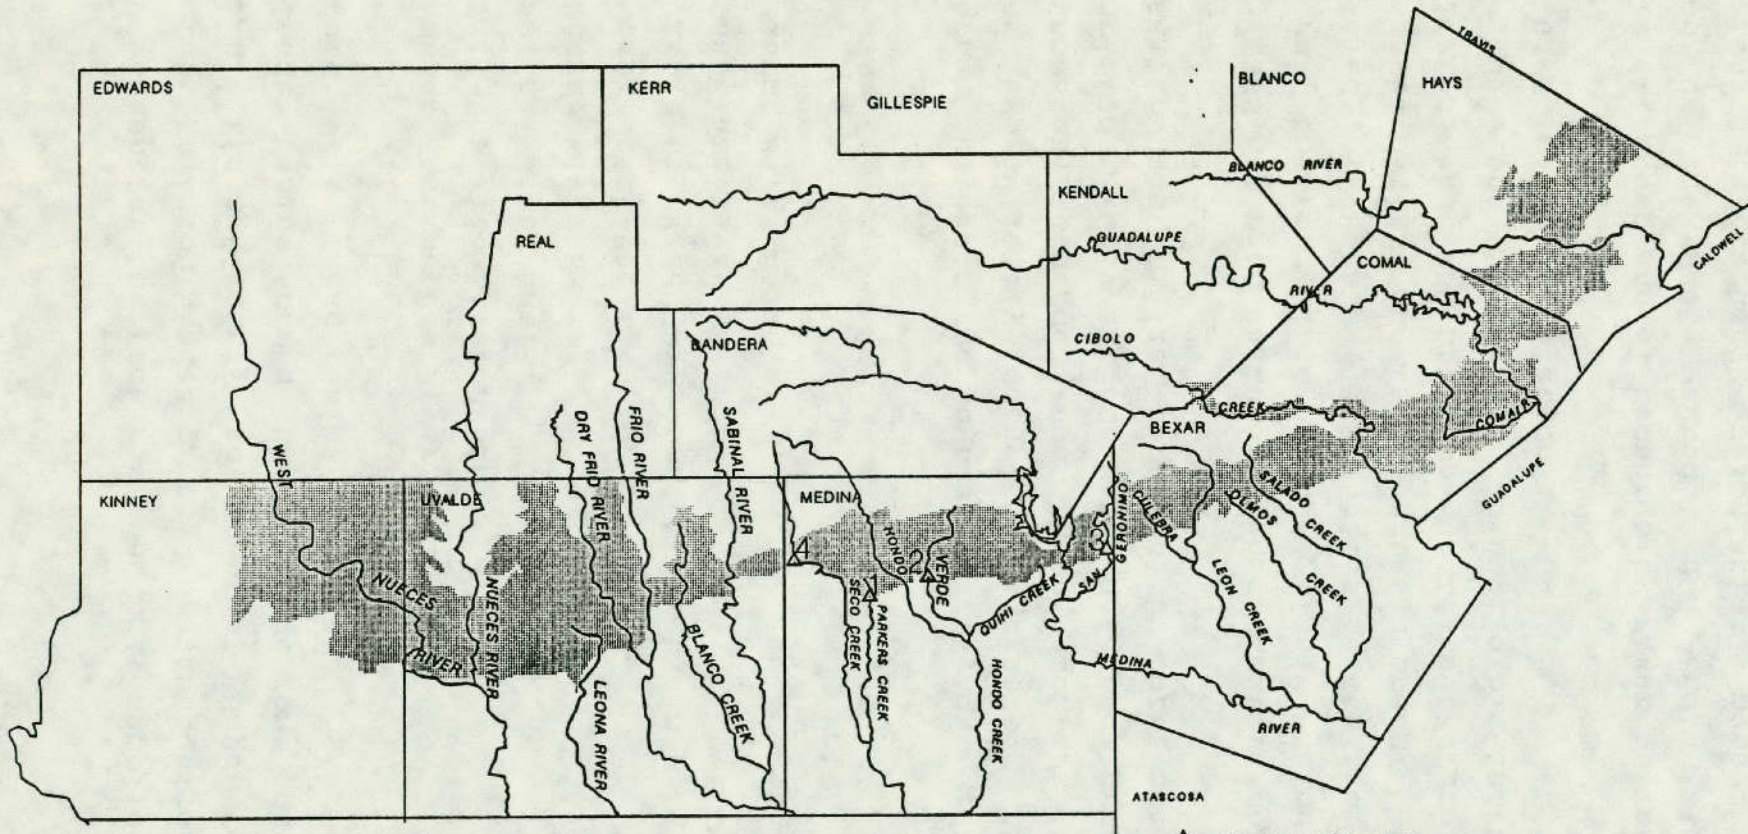 TRAVIS
EDWARDS
KERR
GILLESPIE
BLANCO
HAYS
BLANCO RIVER
KENDALL
GUADALUPE
RIVER
REAL
COMAL
CALDWELL
BANDERA
CIBOLO
CREEK
BEXAR
COMAL R.
GUADALUPE
WEST
NUECES
RIVER
DRY FRIO RIVER
FRIO RIVER
SABINAL RIVER
KINNEY
UVALDE
MEDINA
NUECES RIVER
LEONA RIVER
BLANCO CREEK
4
1
2
3
SECO CREEK
PARKERS CREEK
HONDO
VERDE
HONDO CREEK
QUIHI CREEK
SAN
GERONIMO
CULEBRA
LEON CREEK
OLMOS
CREEK
SALADO CREEK
MEDINA
RIVER
ATASCOSA